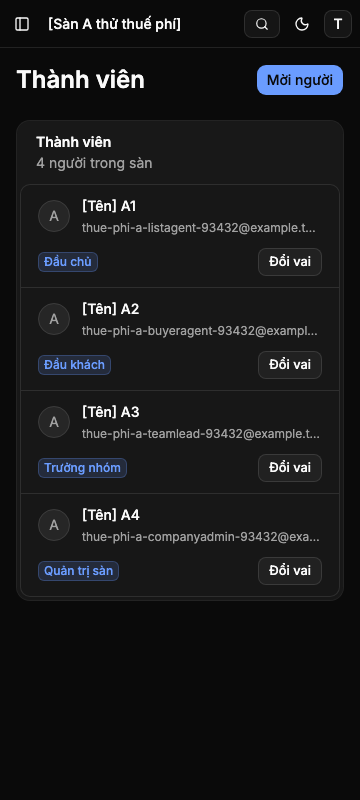 [Sàn A thử thuế phí]
T
Thành viên
Mời người
Thành viên
4 người trong sàn
A
[Tên] A1
thue-phi-a-listagent-93432@example.t...
Đầu chủ
Đổi vai
A
[Tên] A2
thue-phi-a-buyeragent-93432@exampl...
Đầu khách
Đổi vai
A
[Tên] A3
thue-phi-a-teamlead-93432@example.t...
Trưởng nhóm
Đổi vai
A
[Tên] A4
thue-phi-a-companyadmin-93432@exa...
Quản trị sàn
Đổi vai